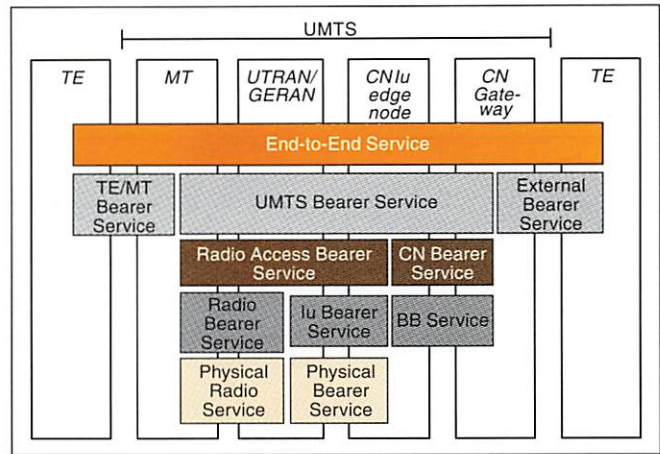 UMTS
TE
MT
UTRAN/
GERAN
CNIu
edge
node
CN
Gate-
way
TE
End-to-End Service
TE/MT
Bearer
Service
UMTS Bearer Service
External
Bearer
Service
Radio Access Bearer
Service
CN Bearer
Service
Radio
Bearer
Service
Iu Bearer
Service
BB Service
Physical
Radio
Service
Physical
Bearer
Service